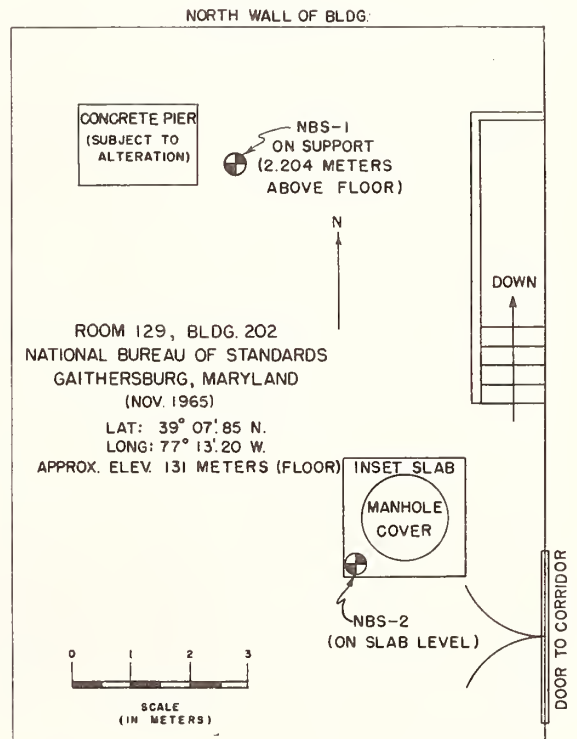 NORTH WALL OF BLDG.
CONCRETE PIER
(SUBJECT TO
ALTERATION)
NBS-1
ON SUPPORT
(2.204 METERS
ABOVE FLOOR)
N
DOWN
ROOM 129, BLDG. 202
NATIONAL BUREAU OF STANDARDS
GAITHERSBURG, MARYLAND
(NOV. 1965)
LAT: 39° 07.'85 N.
LONG: 77° 13.'20 W.
APPROX. ELEV. 131 METERS (FLOOR)
INSET SLAB
MANHOLE
COVER
NBS-2
(ON SLAB LEVEL)
DOOR TO CORRIDOR
0 1 2 3
SCALE
(IN METERS)